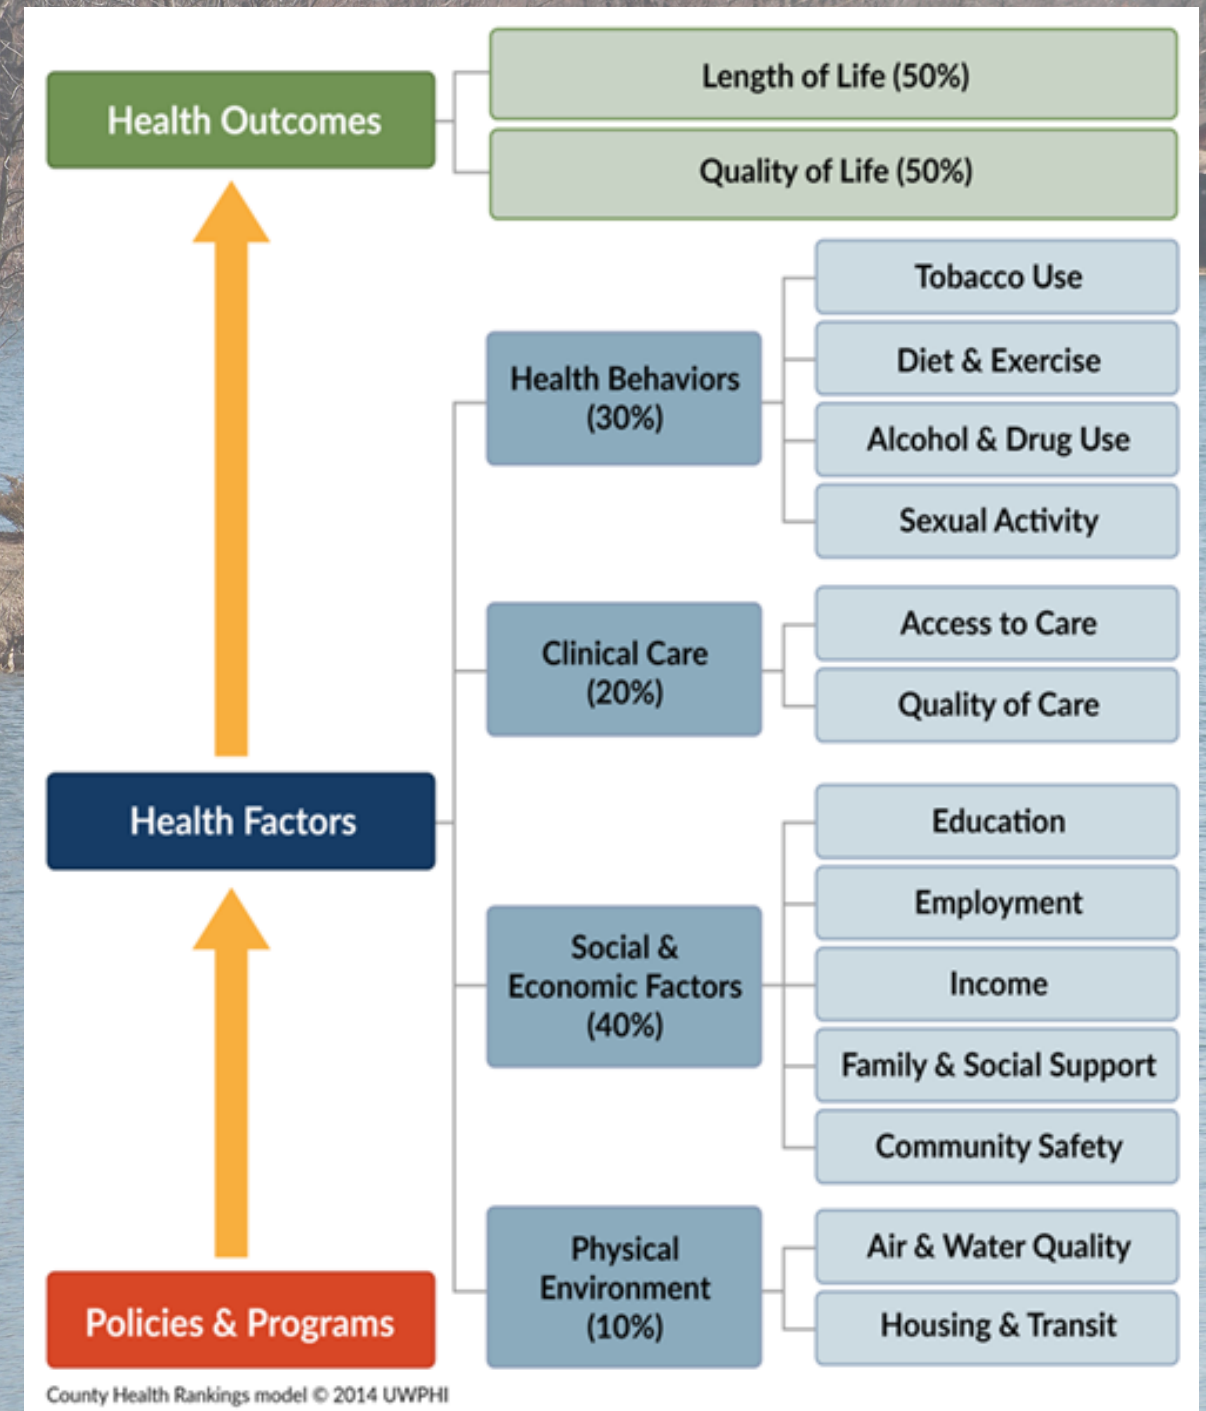 Health Outcomes
Length of Life (50%)
Quality of Life (50%)
Health Factors
Health Behaviors
(30%)
Tobacco Use
Diet & Exercise
Alcohol & Drug Use
Sexual Activity
Clinical Care
(20%)
Access to Care
Quality of Care
Social &
Economic Factors
(40%)
Education
Employment
Income
Family & Social Support
Community Safety
Physical
Environment
(10%)
Air & Water Quality
Housing & Transit
Policies & Programs
County Health Rankings model © 2014 UWPHI